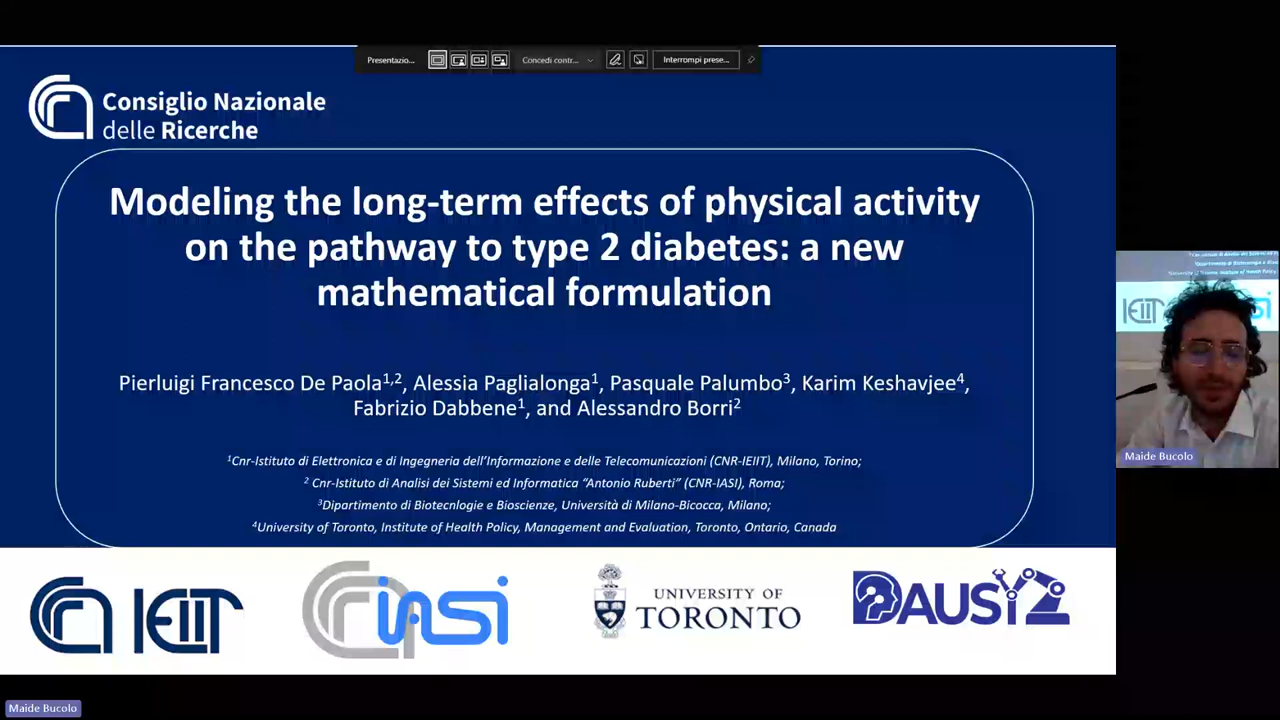 Presentazio...
Concedi contr...
Interrompi prese...
Consiglio Nazionale
delle Ricerche
Modeling the long-term effects of physical activity
on the pathway to type 2 diabetes: a new
mathematical formulation
Pierluigi Francesco De Paola1,2, Alessia Paglialonga1, Pasquale Palumbo3, Karim Keshavjee4,
Fabrizio Dabbene1, and Alessandro Borri2
1Cnr-Istituto di Elettronica e di Ingegneria dell'Informazione e delle Telecomunicazioni (CNR-IEIIT), Milano, Torino;
2 Cnr-Istituto di Analisi dei Sistemi ed Informatica "Antonio Ruberti" (CNR-IASI), Roma;
3Dipartimento di Biotecnlogie e Bioscienze, Università di Milano-Bicocca, Milano;
4University of Toronto, Institute of Health Policy, Management and Evaluation, Toronto, Ontario, Canada
IEIIT
IASI
UNIVERSITY OF
TORONTO
DAUSY
IEIIT
Maide Bucolo
Maide Bucolo